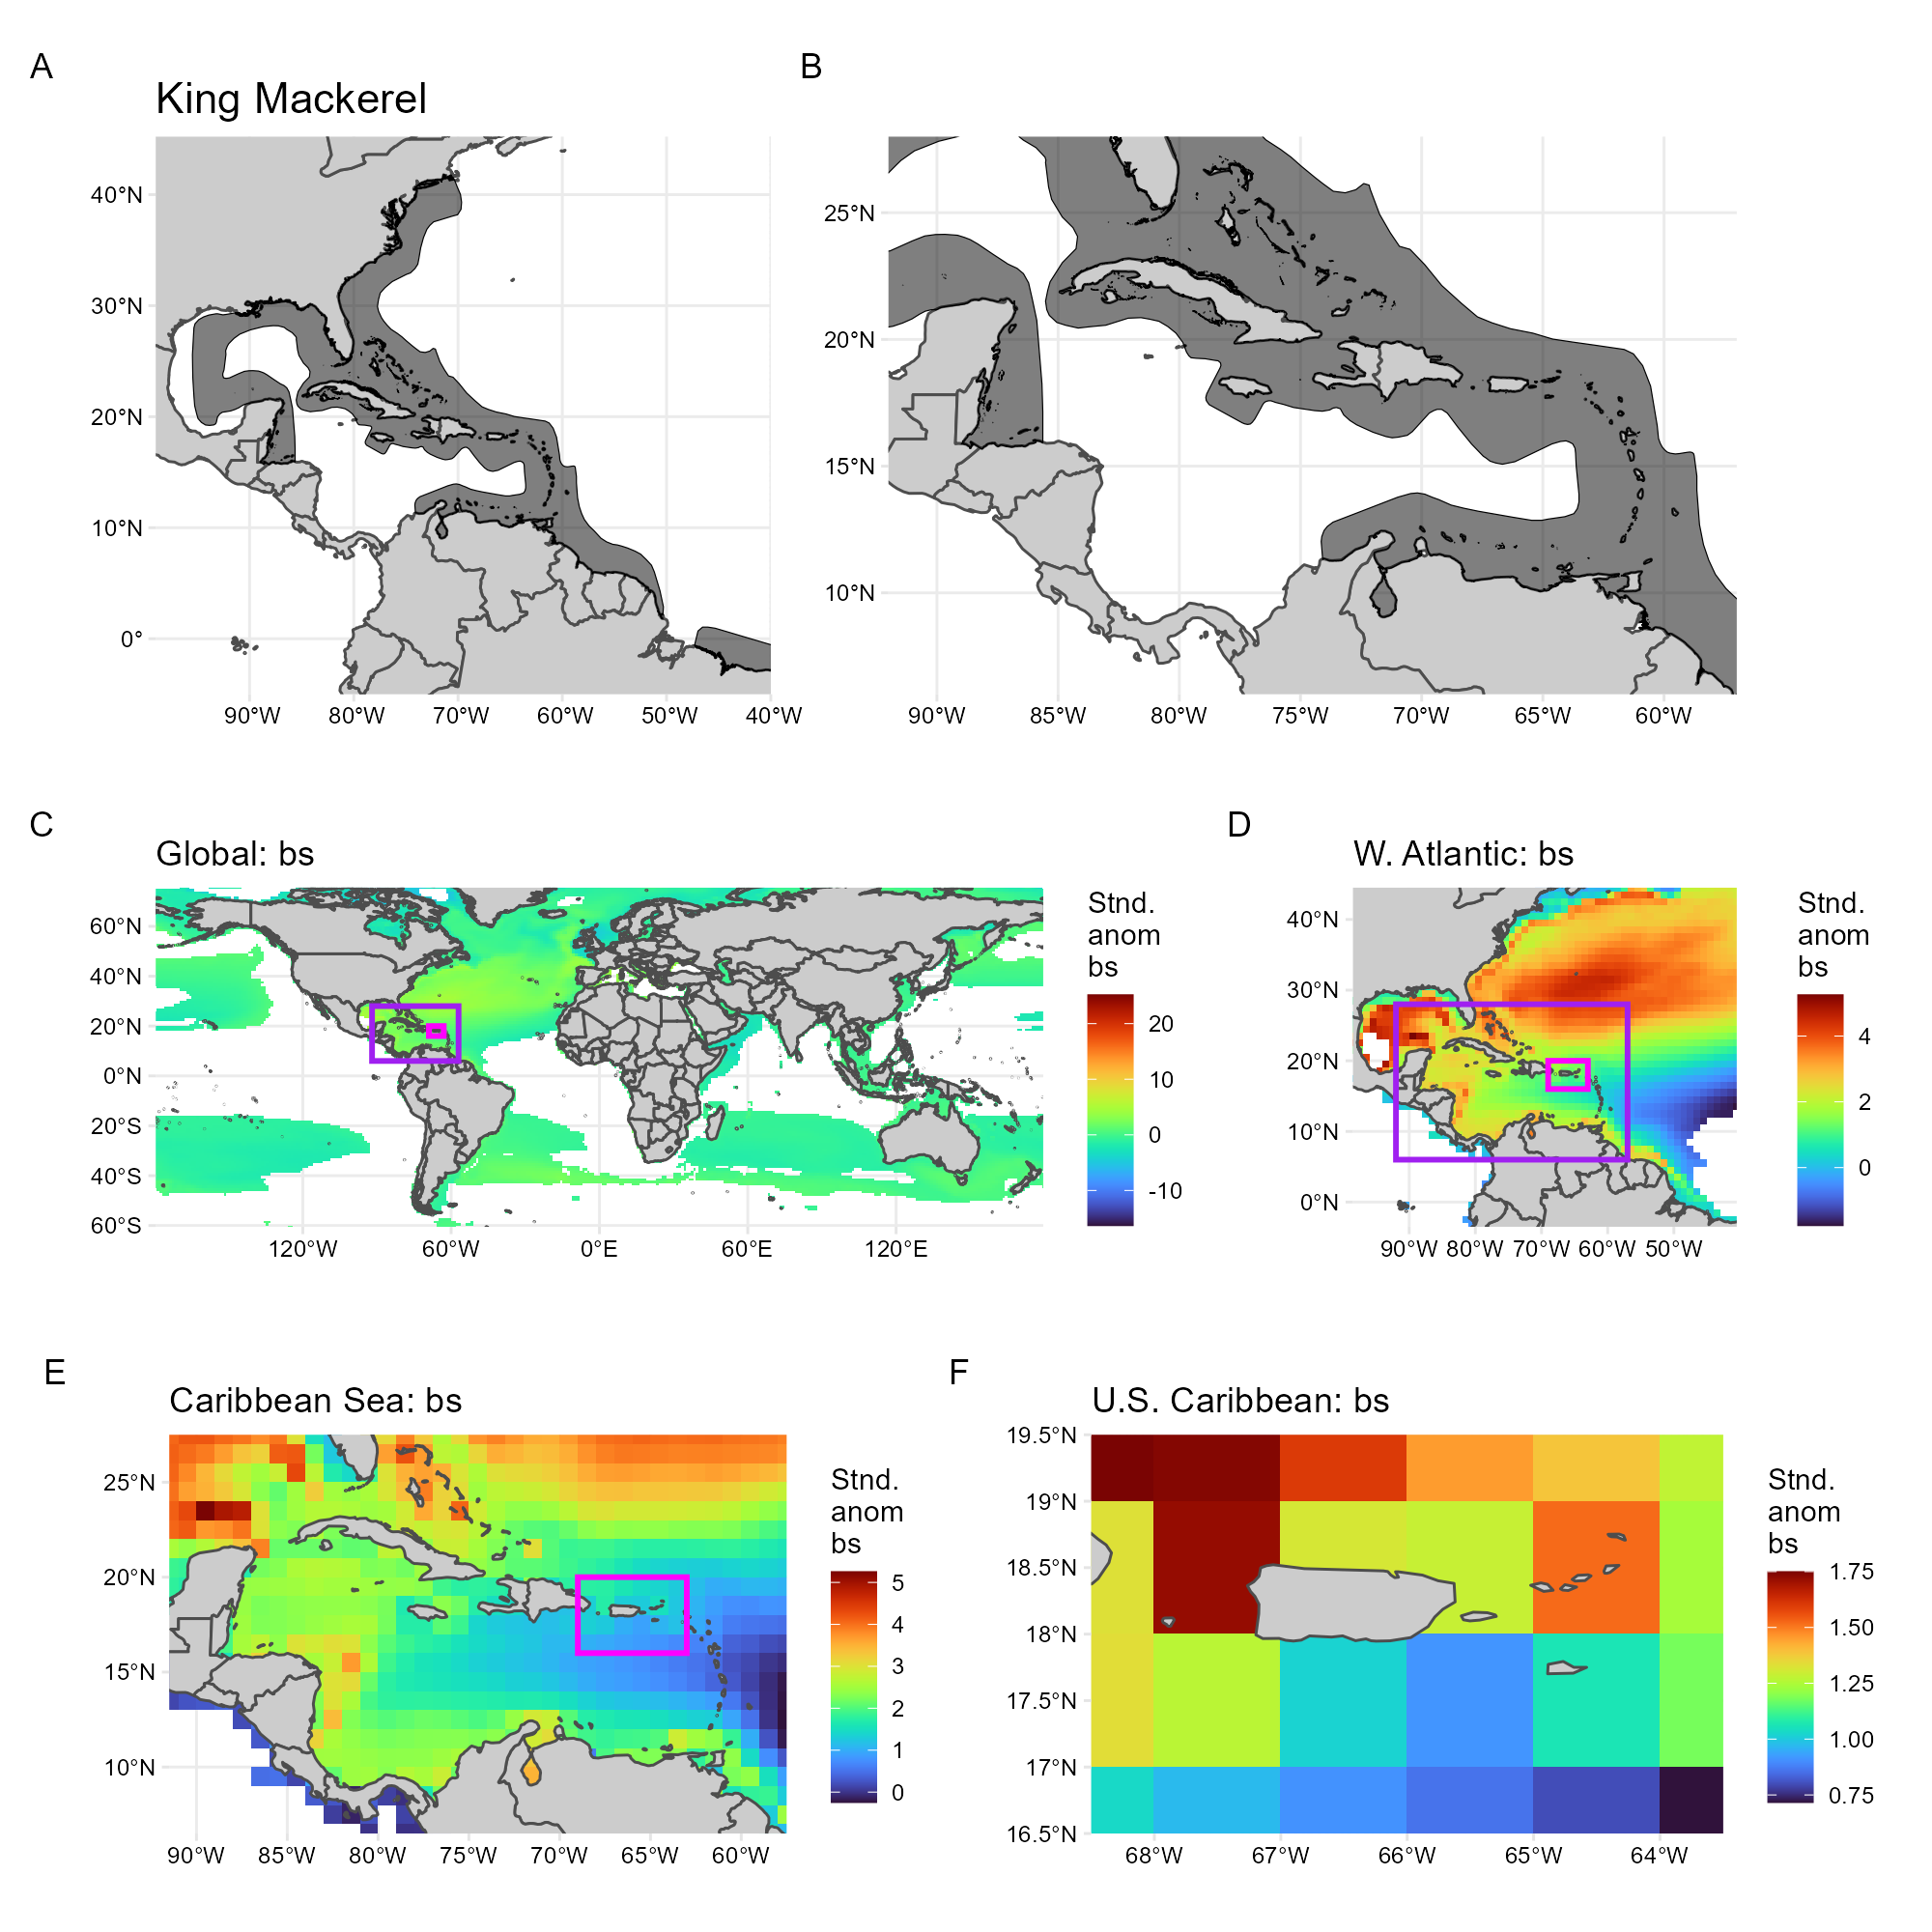 A
B
King Mackerel
40°N
30°N
20°N
10°N
0°
90°W 80°W 70°W 60°W 50°W 40°W
25°N
20°N
15°N
10°N
90°W 85°W 80°W 75°W 70°W 65°W 60°W
C
D
Global: bs
60°N
40°N
20°N
0°N
20°S
40°S
60°S
120°W 60°W 0°E 60°E 120°E
Stnd.
anom
bs
20
10
0
-10
W. Atlantic: bs
40°N
30°N
20°N
10°N
0°N
90°W 80°W 70°W 60°W 50°W
Stnd.
anom
bs
4
2
0
E
F
Caribbean Sea: bs
25°N
20°N
15°N
10°N
90°W 85°W 80°W 75°W 70°W 65°W 60°W
Stnd.
anom
bs
5
4
3
2
1
0
U.S. Caribbean: bs
19.5°N
19°N
18.5°N
18°N
17.5°N
17°N
16.5°N
68°W 67°W 66°W 65°W 64°W
Stnd.
anom
bs
1.75
1.50
1.25
1.00
0.75